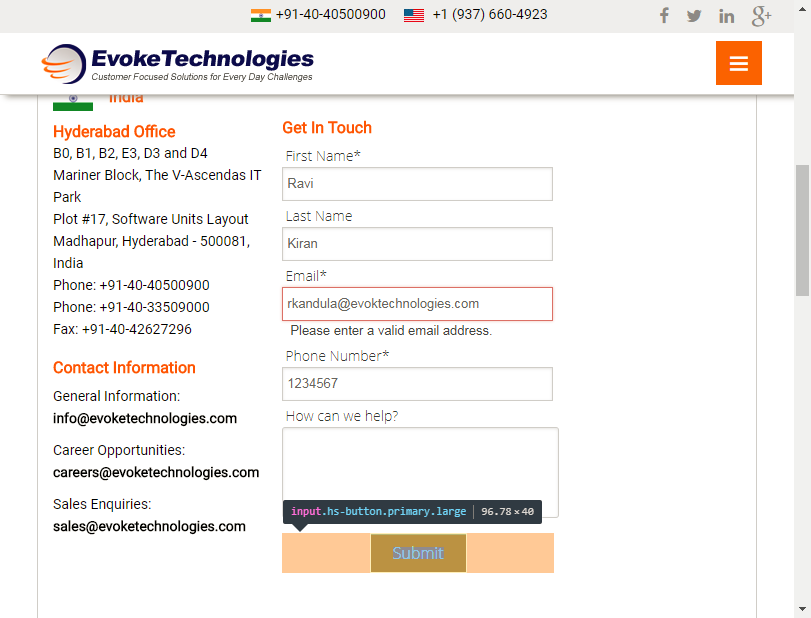 +91-40-40500900 +1 (937) 660-4923
EvokeTechnologies
Customer Focused Solutions for Every Day Challenges
India
Hyderabad Office
B0, B1, B2, E3, D3 and D4
Mariner Block, The V-Ascendas IT
Park
Plot #17, Software Units Layout
Madhapur, Hyderabad - 500081,
India
Phone: +91-40-40500900
Phone: +91-40-33509000
Fax: +91-40-42627296
Contact Information
General Information:
info@evoketechnologies.com
Career Opportunities:
careers@evoketechnologies.com
Sales Enquiries:
sales@evoketechnologies.com
Get In Touch
First Name*
Ravi
Last Name
Kiran
Email*
rkandula@evoktechnologies.com
Please enter a valid email address.
Phone Number*
1234567
How can we help?
input.hs-button.primary.large 96.78×40
Submit